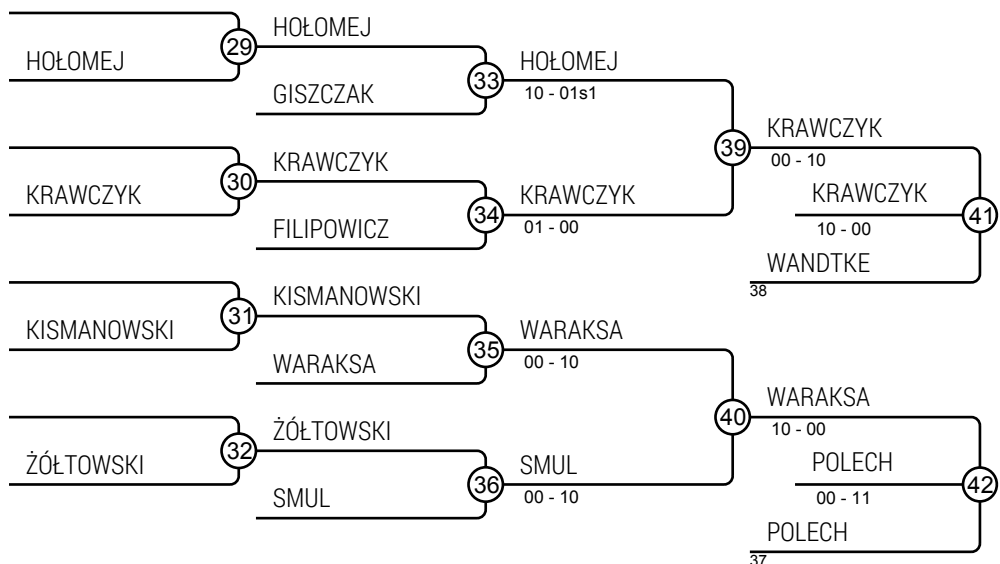 HOŁOMEJ
29
HOŁOMEJ
GISZCZAK
33
HOŁOMEJ
10 - 01s1
KRAWCZYK
30
KRAWCZYK
FILIPOWICZ
34
KRAWCZYK
01 - 00
39
KRAWCZYK
00 - 10
KRAWCZYK
10 - 00
41
WANDTKE
38
KISMANOWSKI
31
KISMANOWSKI
WARAKSA
35
WARAKSA
00 - 10
ŻÓŁTOWSKI
32
ŻÓŁTOWSKI
SMUL
36
SMUL
00 - 10
40
WARAKSA
10 - 00
POLECH
00 - 11
42
POLECH
37